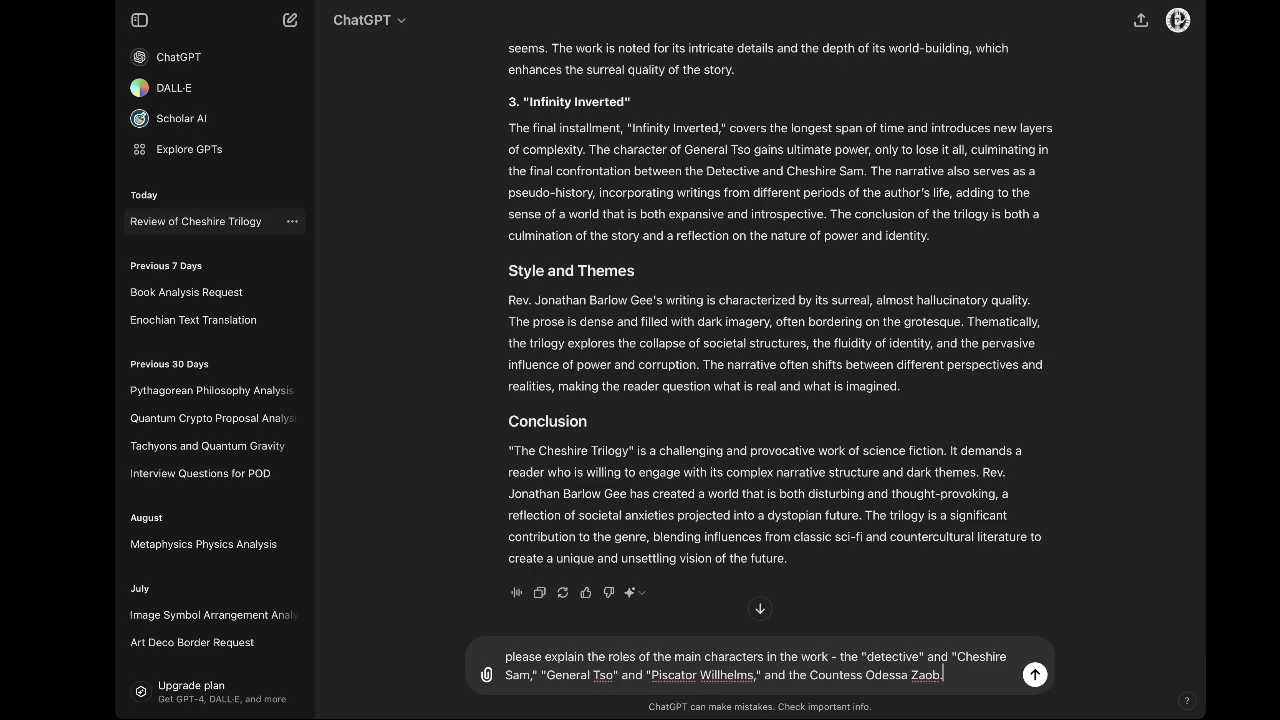 ChatGPT
DALL·E
Scholar AI
Explore GPTs
Today
Review of Cheshire Trilogy
Previous 7 Days
Book Analysis Request
Enochian Text Translation
Previous 30 Days
Pythagorean Philosophy Analysis
Quantum Crypto Proposal Analys
Tachyons and Quantum Gravity
Interview Questions for POD
August
Metaphysics Physics Analysis
July
Image Symbol Arrangement Analy
Art Deco Border Request
Upgrade plan
Get GPT-4, DALL·E, and more
ChatGPT
seems. The work is noted for its intricate details and the depth of its world-building, which
enhances the surreal quality of the story.
3. "Infinity Inverted"
The final installment, "Infinity Inverted," covers the longest span of time and introduces new layers
of complexity. The character of General Tso gains ultimate power, only to lose it all, culminating in
the final confrontation between the Detective and Cheshire Sam. The narrative also serves as a
pseudo-history, incorporating writings from different periods of the author's life, adding to the
sense of a world that is both expansive and introspective. The conclusion of the trilogy is both a
culmination of the story and a reflection on the nature of power and identity.
Style and Themes
Rev. Jonathan Barlow Gee's writing is characterized by its surreal, almost hallucinatory quality.
The prose is dense and filled with dark imagery, often bordering on the grotesque. Thematically,
the trilogy explores the collapse of societal structures, the fluidity of identity, and the pervasive
influence of power and corruption. The narrative often shifts between different perspectives and
realities, making the reader question what is real and what is imagined.
Conclusion
"The Cheshire Trilogy" is a challenging and provocative work of science fiction. It demands a
reader who is willing to engage with its complex narrative structure and dark themes. Rev.
Jonathan Barlow Gee has created a world that is both disturbing and thought-provoking, a
reflection of societal anxieties projected into a dystopian future. The trilogy is a significant
contribution to the genre, blending influences from classic sci-fi and countercultural literature to
create a unique and unsettling vision of the future.
please explain the roles of the main characters in the work - the "detective" and "Cheshire
Sam," "General Tso" and "Piscator Willhelms," and the Countess Odessa Zaob.
ChatGPT can make mistakes. Check important info.
?